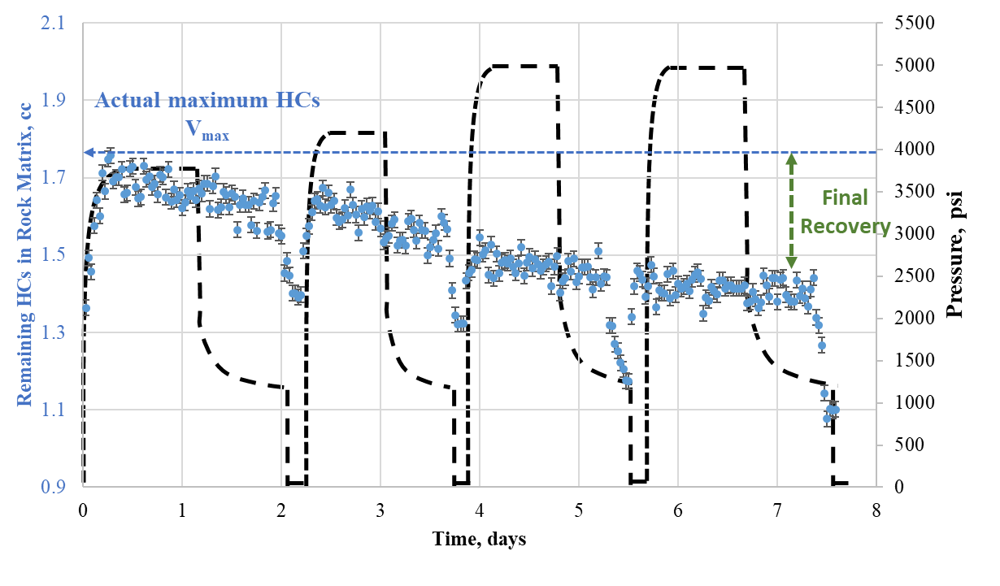 Remaining HCs in Rock Matrix, cc
2.1
1.9
1.7
1.5
1.3
1.1
0.9
Actual maximum HCs
Vmax
Final
Recovery
5500
5000
4500
4000
3500
3000
2500
2000
1500
1000
500
0
Pressure, psi
0 1 2 3 4 5 6 7 8
Time, days